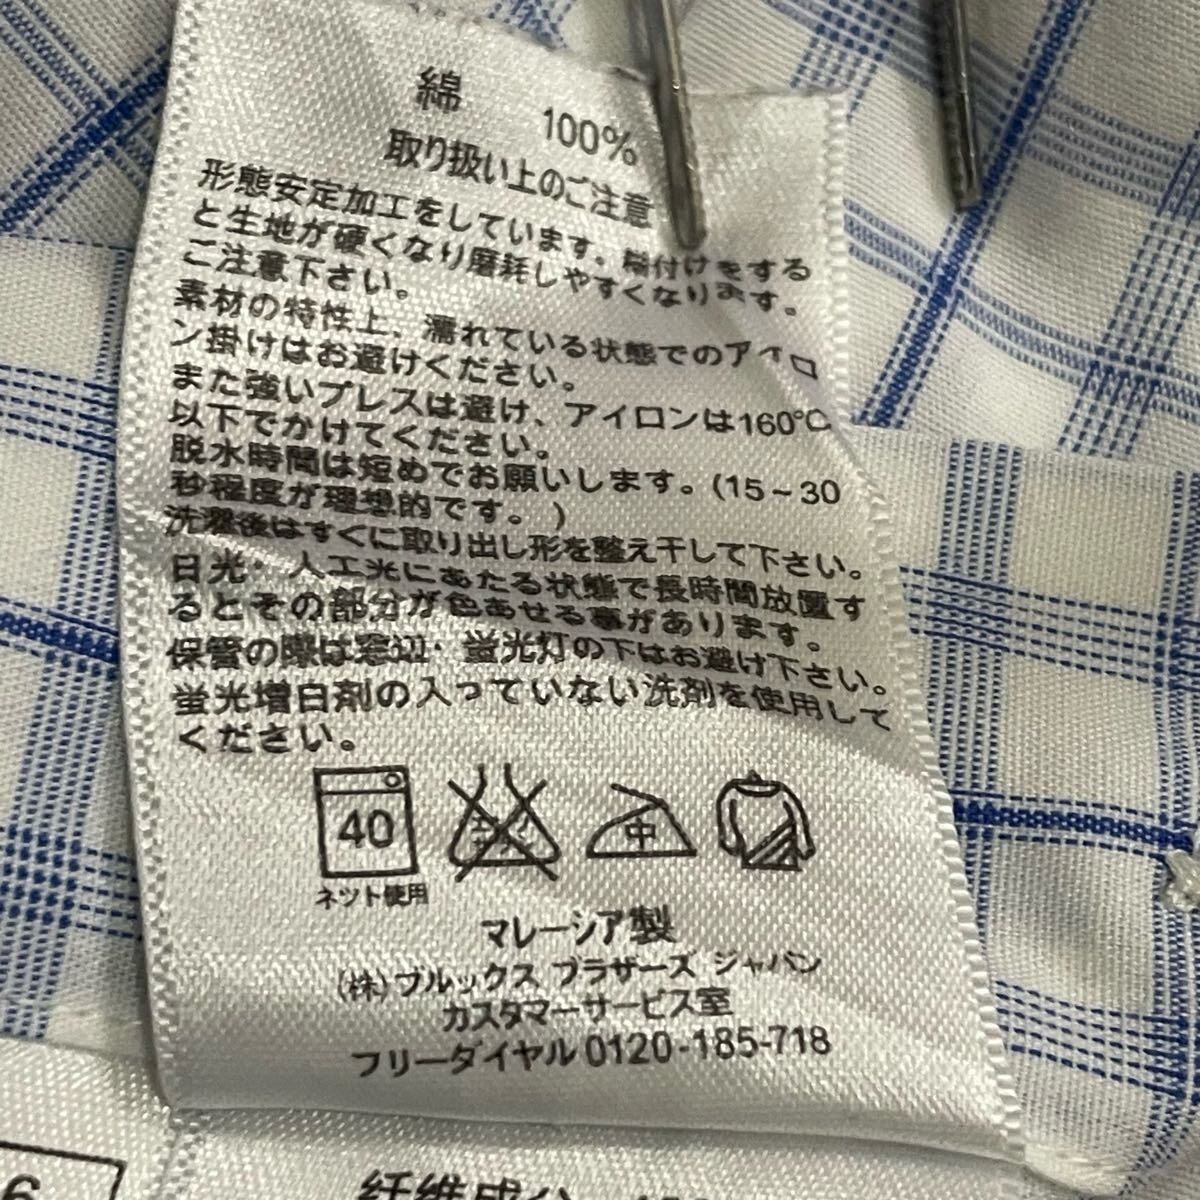 綿 100%
取り扱い上のご注意
形態安定加工をしています。糊付けをする
と生地が硬くなり磨耗しやすくなります。
ご注意下さい。
素材の特性上、濡れている状態でのアイロ
ン掛けはお避けください。
また強いプレスは避け、アイロンは160℃
以下でかけてください。
脱水時間は短めでお願いします。(15～30
秒程度が理想的です。)
洗濯後はすぐに取り出し形を整え干して下さい。
日光・人工光にあたる状態で長時間放置す
るとその部分が色あせる事があります。
保管の際は窓辺・蛍光灯の下はお避け下さい。
蛍光増白剤の入っていない洗剤を使用して
ください。
40 中
ネット使用
マレーシア製
(株)ブルックス ブラザーズ ジャパン
カスタマーサービス室
フリーダイヤル 0120-185-718
6